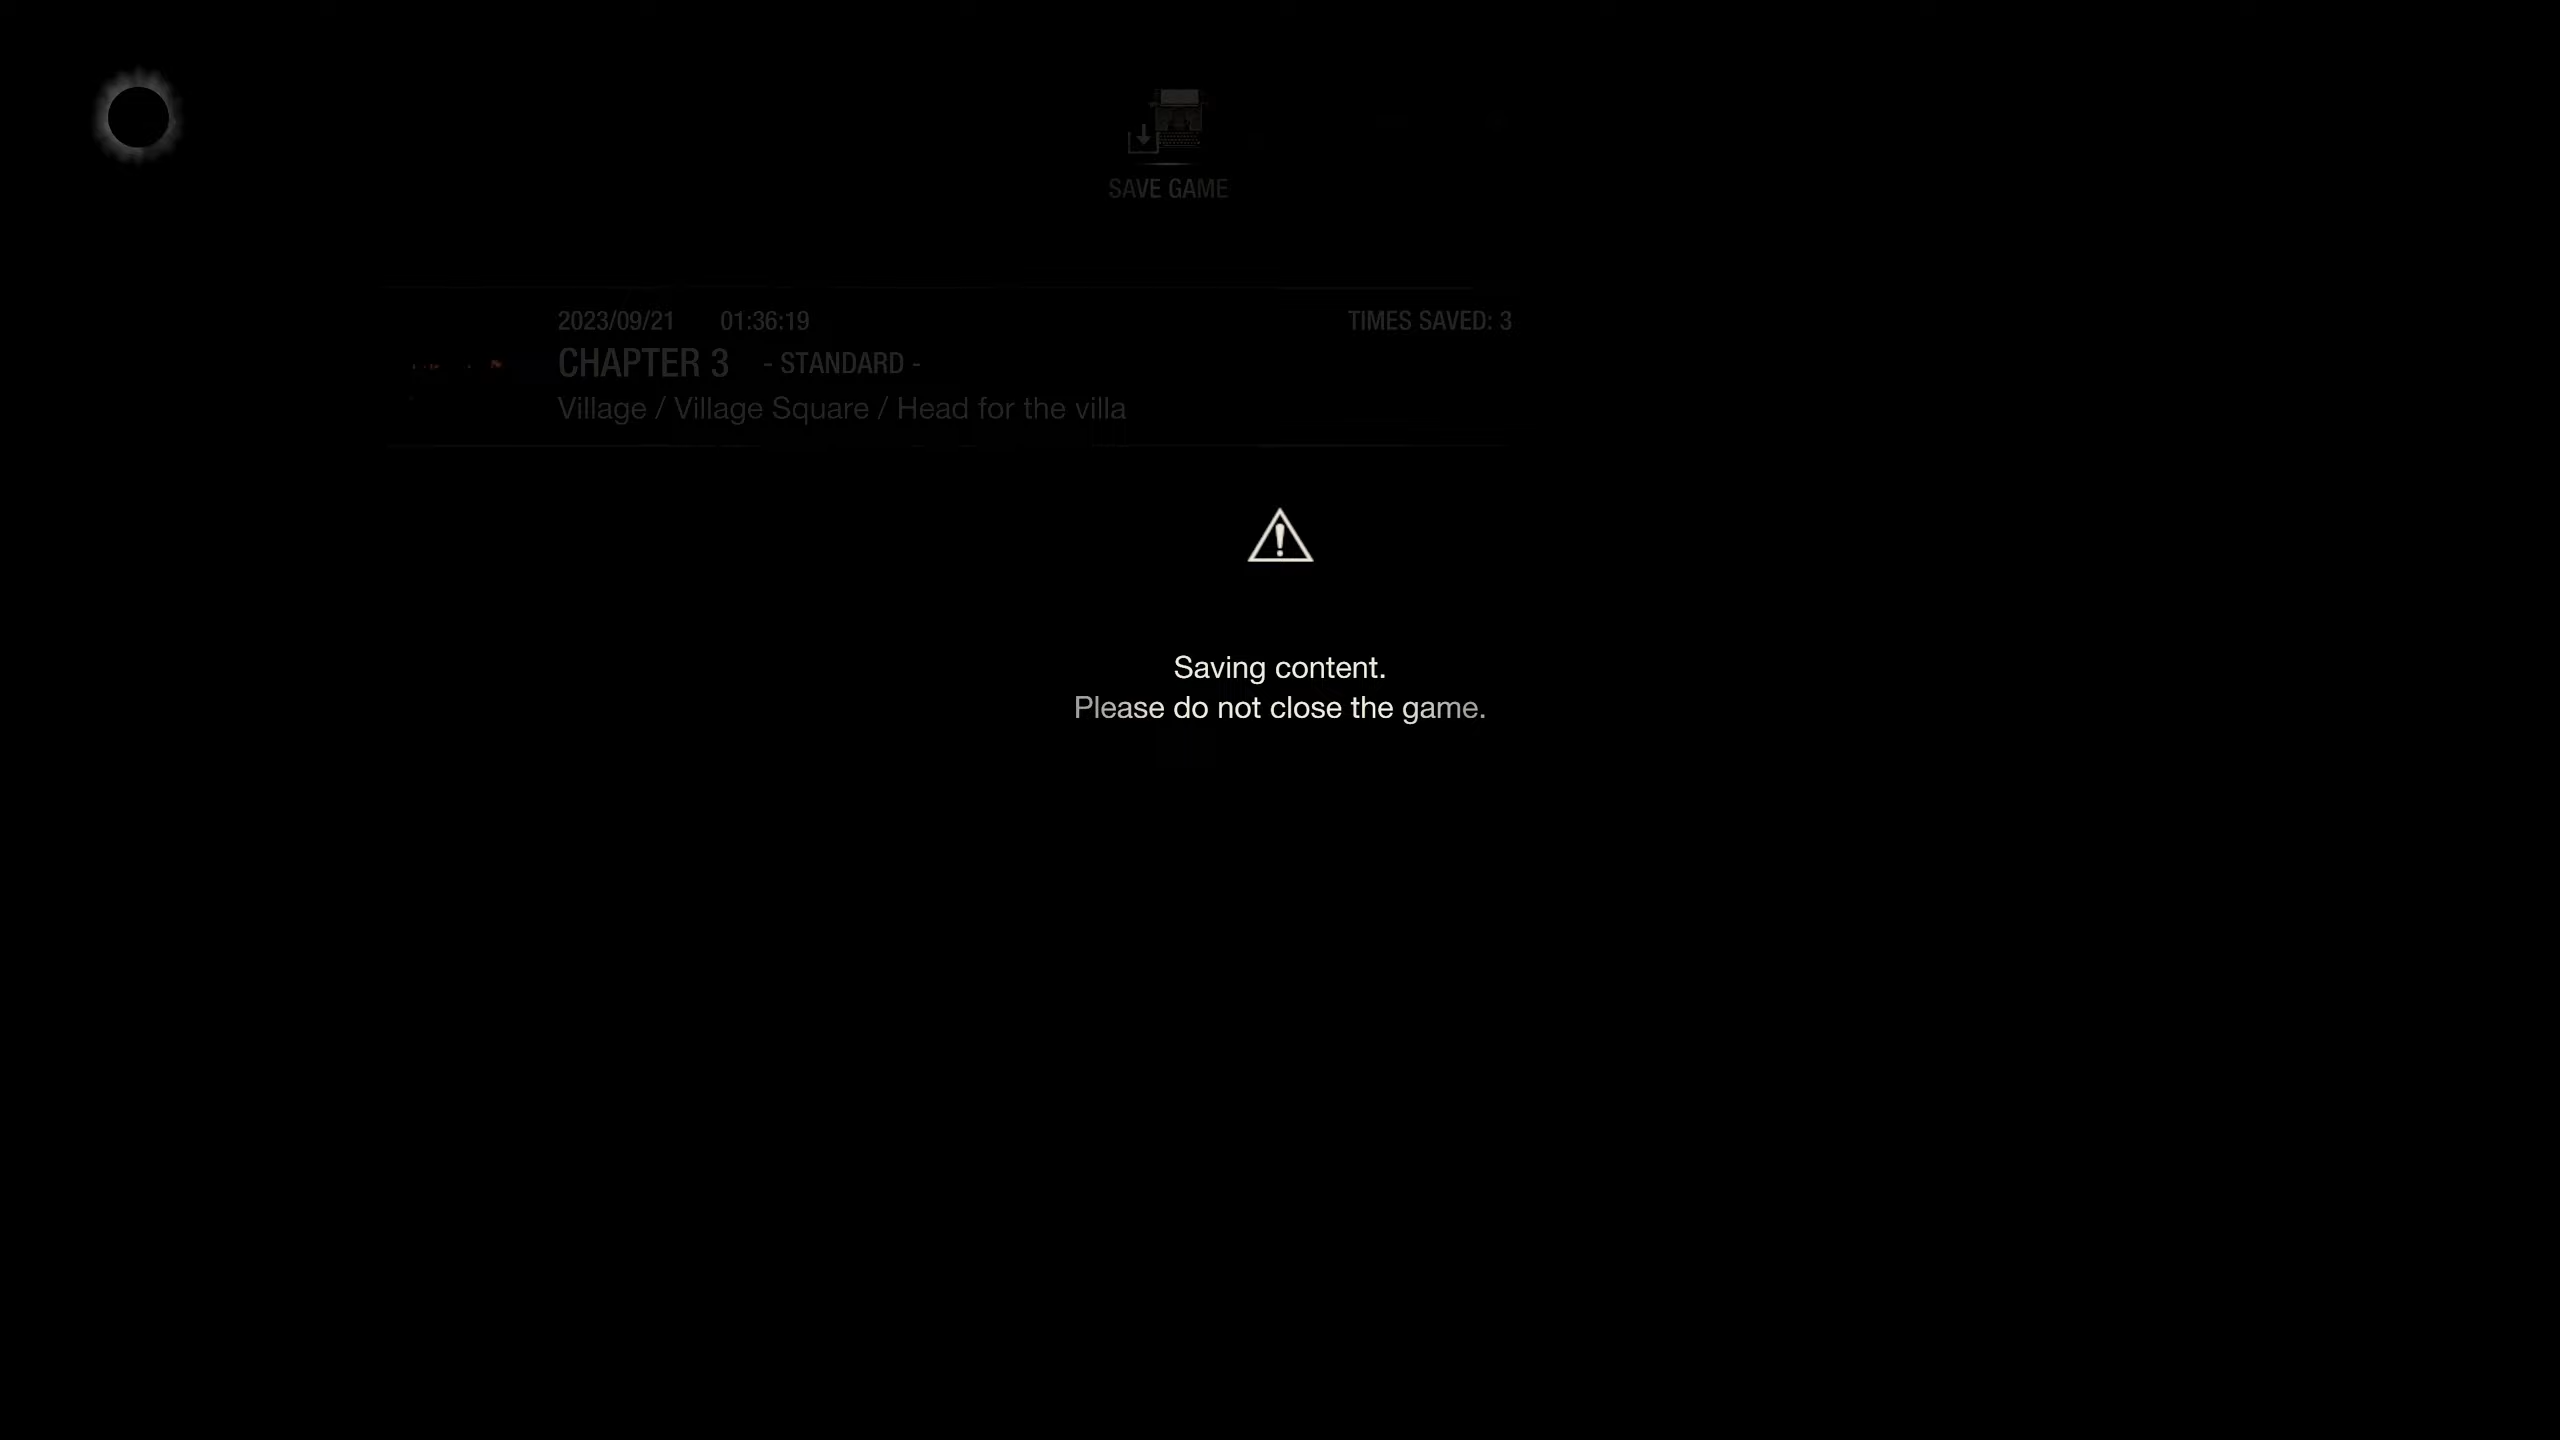 SAVE GAME
2023/09/21 01:36:19 TIMES SAVED: 3
CHAPTER 3 - STANDARD -
Village / Village Square / Head for the villa
Saving content.
Please do not close the game.